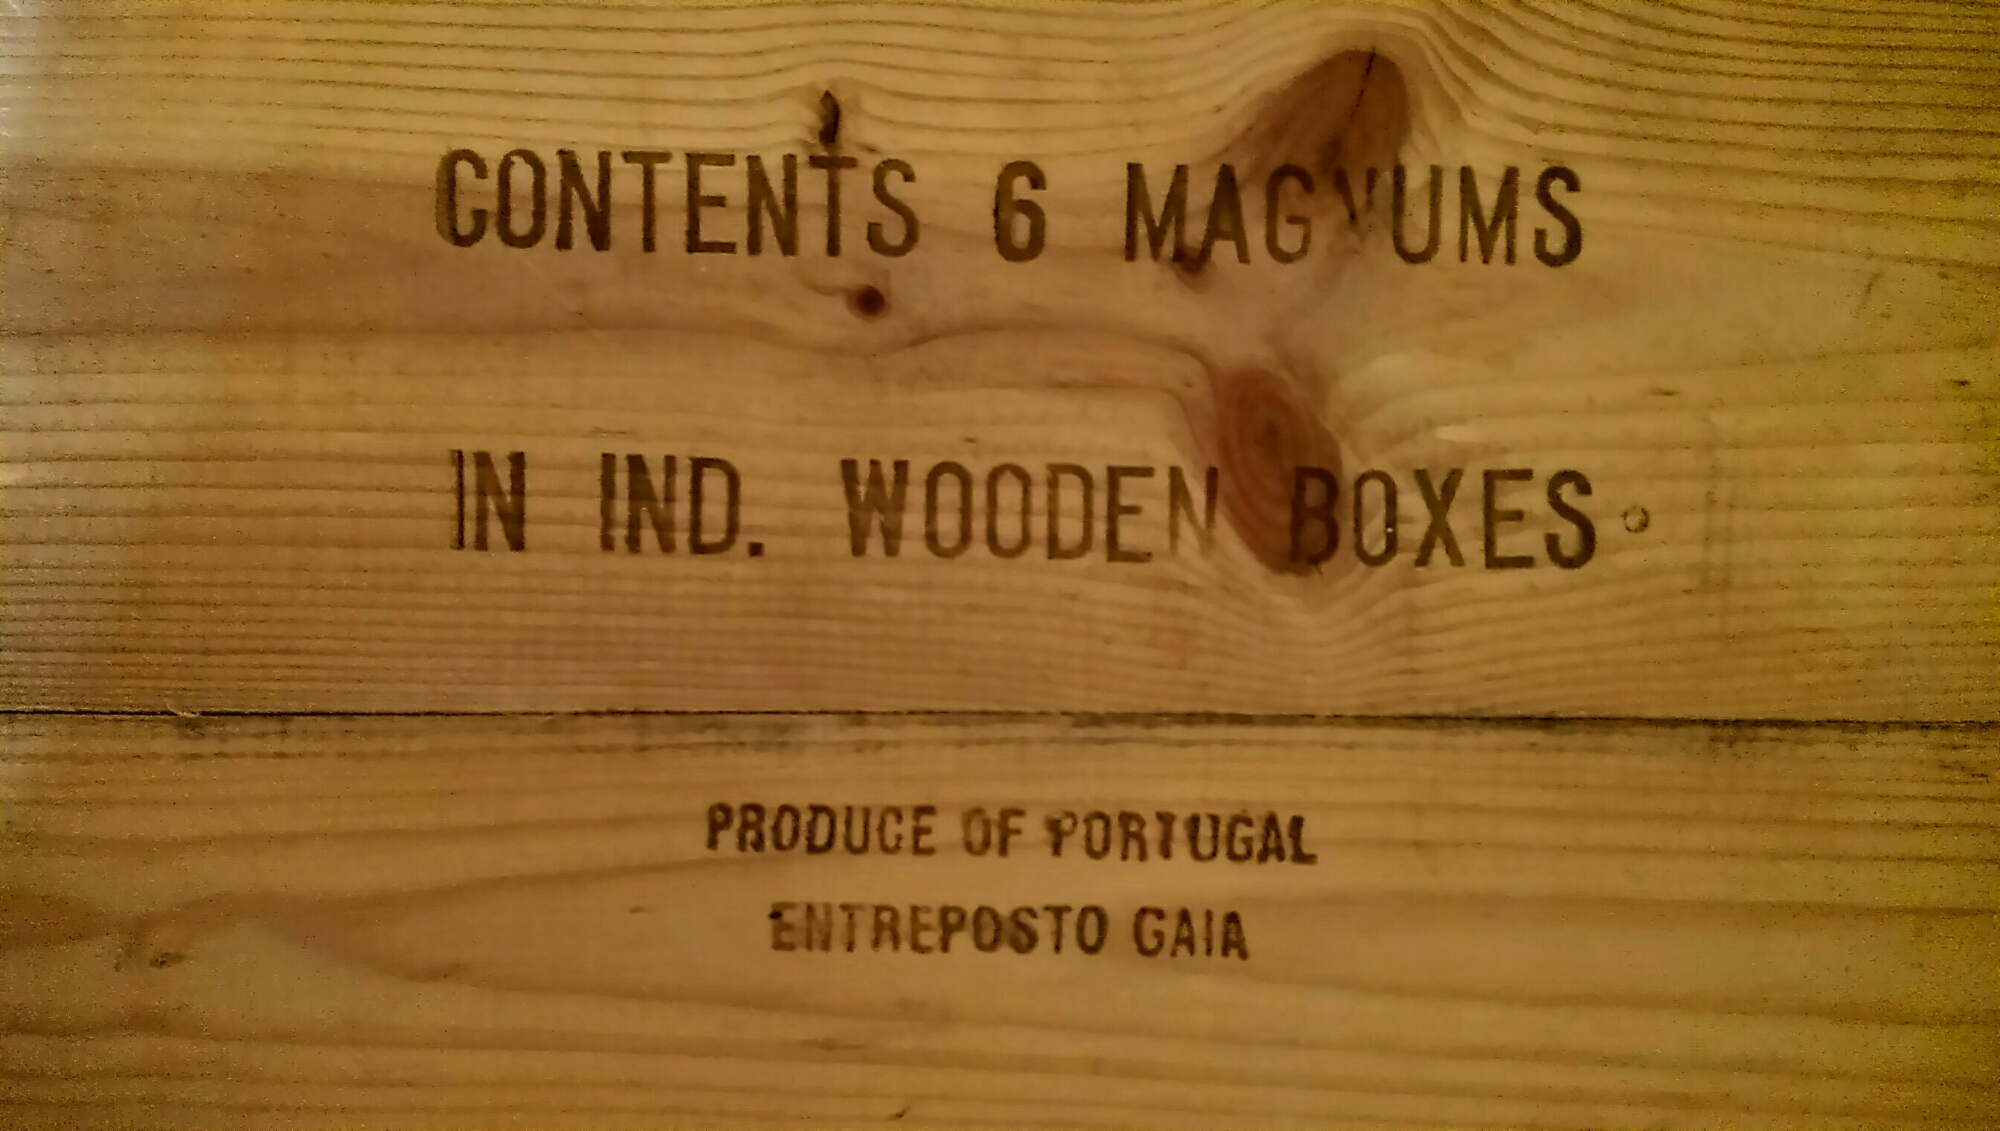 CONTENTS 6 MAGNUMS
IN IND. WOODEN BOXES
PRODUCE OF PORTUGAL
ENTREPOSTO GAIA